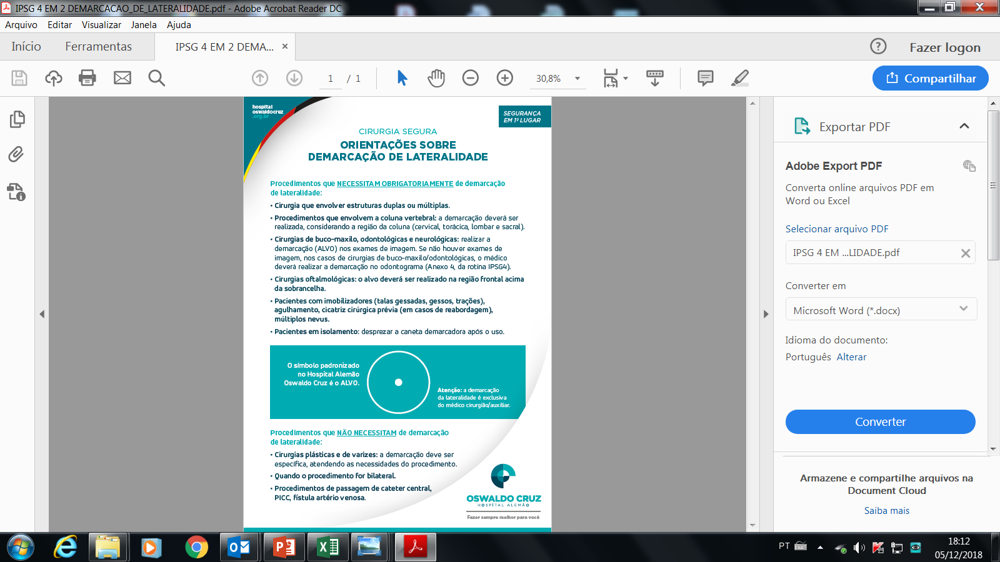 IPSG 4 EM 2 DEMARCACAO_DE_LATERALIDADE.pdf - Adobe Acrobat Reader DC
Arquivo Editar Visualizar Janela Ajuda
Início Ferramentas IPSG 4 EM 2 DEMA... × ? Fazer logon
1 / 1 30,8% Compartilhar
hospital
oswaldocruz
.org.br
SEGURANÇA
EM 1º LUGAR
CIRURGIA SEGURA
ORIENTAÇÕES SOBRE
DEMARCAÇÃO DE LATERALIDADE
Procedimentos que NECESSITAM OBRIGATORIAMENTE de demarcação
de lateralidade:
• Cirurgia que envolver estruturas duplas ou múltiplas.
• Procedimentos que envolvem a coluna vertebral: a demarcação deverá ser
realizada, considerando a região da coluna (cervical, torácica, lombar e sacral).
• Cirurgias de buco-maxilo, odontológicas e neurológicas: realizar a
demarcação (ALVO) nos exames de imagem. Se não houver exames de
imagem, nos casos de cirurgias de buco-maxilo/odontológicas, o médico
deverá realizar a demarcação no odontograma (Anexo 4, da rotina IPSG4).
• Cirurgias oftalmológicas: o alvo deverá ser realizado na região frontal acima
da sobrancelha.
• Pacientes com imobilizadores (talas gessadas, gessos, trações),
agulhamento, cicatriz cirúrgica prévia (em casos de reabordagem),
múltiplos nevus.
• Pacientes em isolamento: desprezar a caneta demarcadora após o uso.
O símbolo padronizado
no Hospital Alemão
Oswaldo Cruz é o ALVO.
Atenção: a demarcação
da lateralidade é exclusiva
do médico cirurgião/auxiliar.
Procedimentos que NÃO NECESSITAM de demarcação
de lateralidade:
• Cirurgias plásticas e de varizes: a demarcação deve ser
específica, atendendo as necessidades do procedimento.
• Quando o procedimento for bilateral.
• Procedimentos de passagem de cateter central,
PICC, fístula artério venosa.
OSWALDO CRUZ
HOSPITAL ALEMÃO
Fazer sempre melhor para você
Exportar PDF
Adobe Export PDF
Converta online arquivos PDF em
Word ou Excel
Selecionar arquivo PDF
IPSG 4 EM ...LIDADE.pdf
Converter em
Microsoft Word (*.docx)
Idioma do documento:
Português Alterar
Converter
Armazene e compartilhe arquivos na
Document Cloud
Saiba mais
PT
18:12
05/12/2018